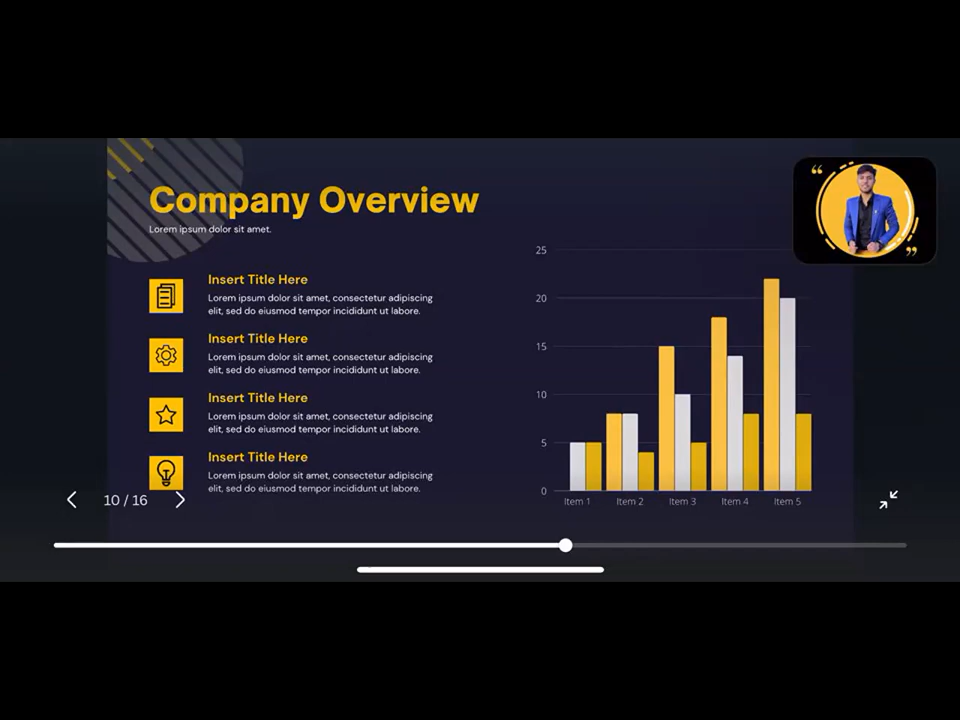 Company Overview
Lorem ipsum dolor sit amet.
Insert Title Here
Lorem ipsum dolor sit amet, consectetur adipiscing
elit, sed do eiusmod tempor incididunt ut labore.
Insert Title Here
Lorem ipsum dolor sit amet, consectetur adipiscing
elit, sed do eiusmod tempor incididunt ut labore.
Insert Title Here
Lorem ipsum dolor sit amet, consectetur adipiscing
elit, sed do eiusmod tempor incididunt ut labore.
Insert Title Here
Lorem ipsum dolor sit amet, consectetur adipiscing
elit, sed do eiusmod tempor incididunt ut labore.
25
20
15
10
5
0
Item 1 Item 2 Item 3 Item 4 Item 5
10 / 16